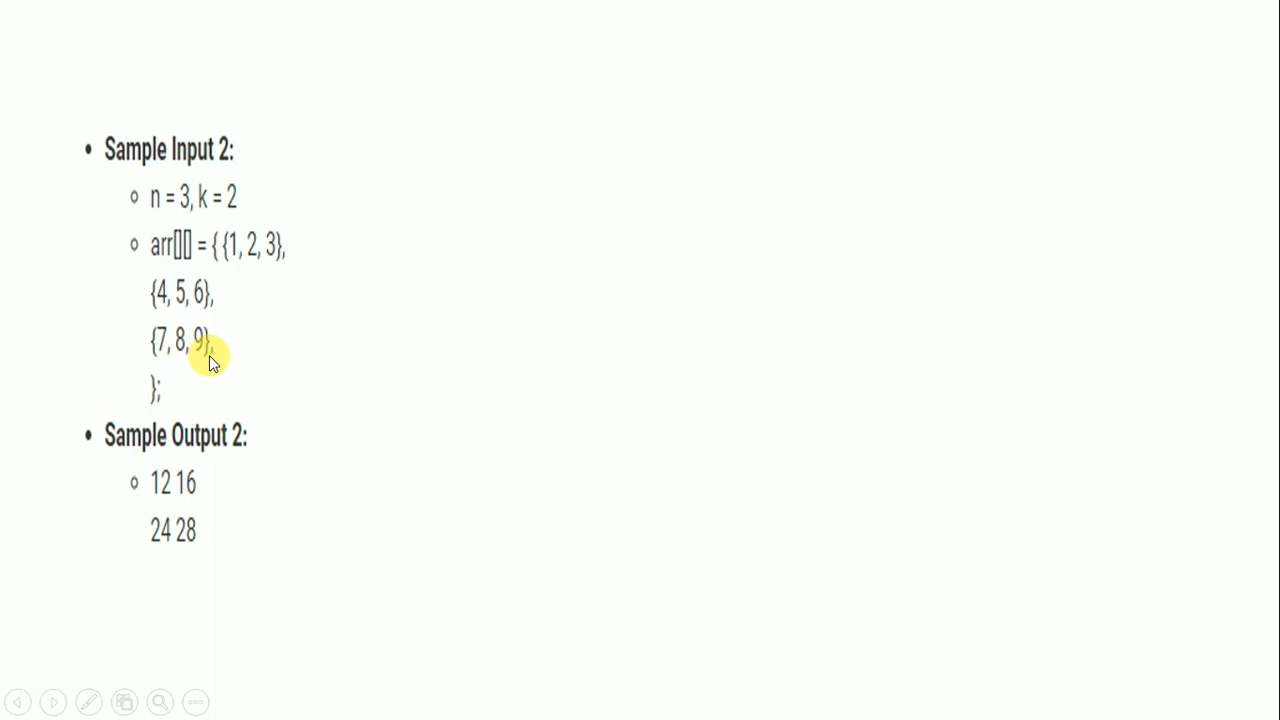 • Sample Input 2:
○ n = 3, k = 2
○ arr[][] = { {1, 2, 3},
{4, 5, 6},
{7, 8, 9},
};
• Sample Output 2:
○ 12 16
24 28